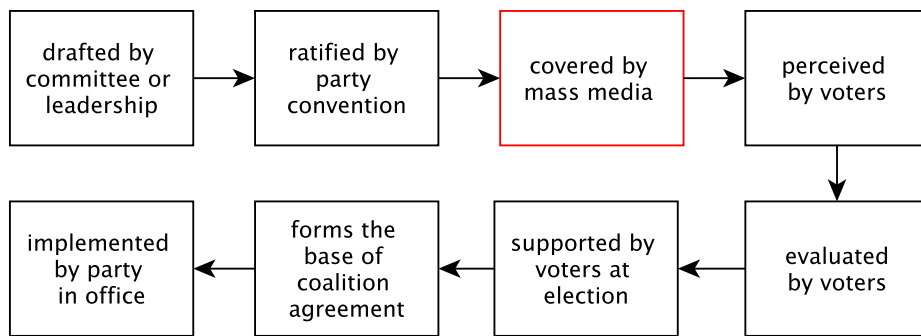 drafted by
committee or
leadership
ratified by
party
convention
covered by
mass media
perceived
by voters
evaluated
by voters
supported by
voters at
election
forms the
base of
coalition
agreement
implemented
by party
in office